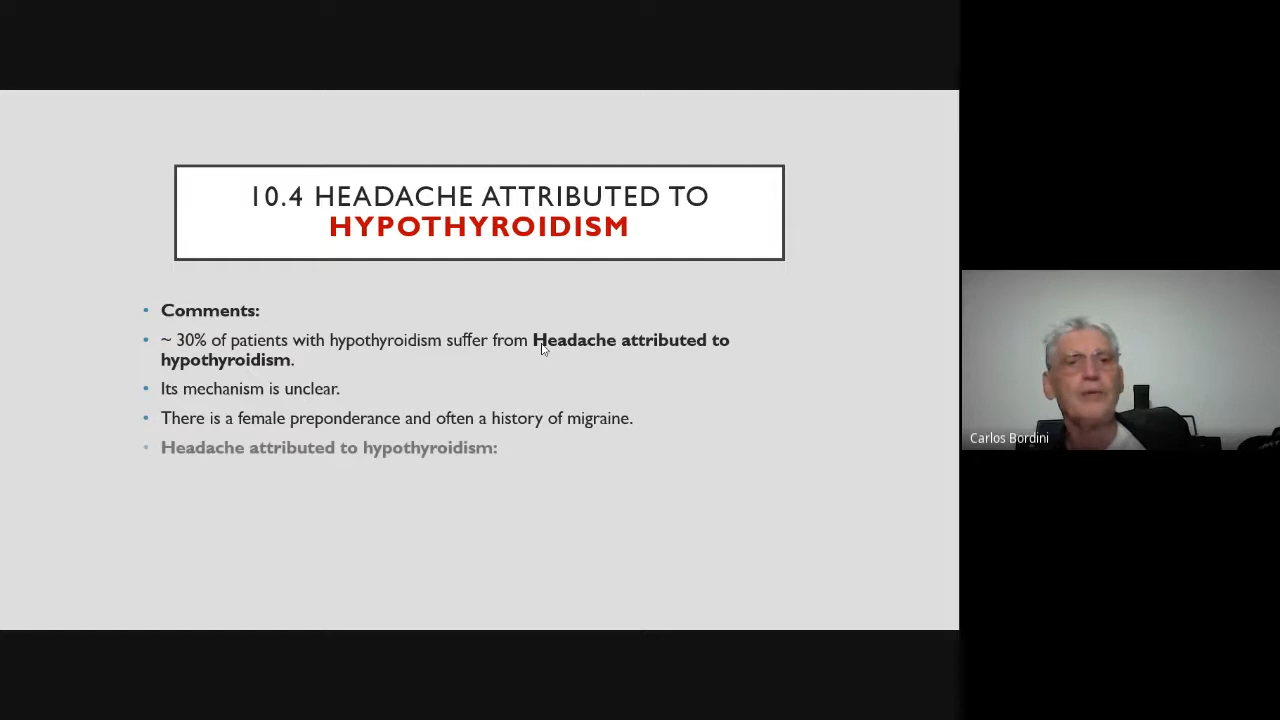 10.4 HEADACHE ATTRIBUTED TO
HYPOTHYROIDISM
• Comments:
• ~ 30% of patients with hypothyroidism suffer from Headache attributed to
hypothyroidism.
• Its mechanism is unclear.
• There is a female preponderance and often a history of migraine.
• Headache attributed to hypothyroidism:
Carlos Bordini